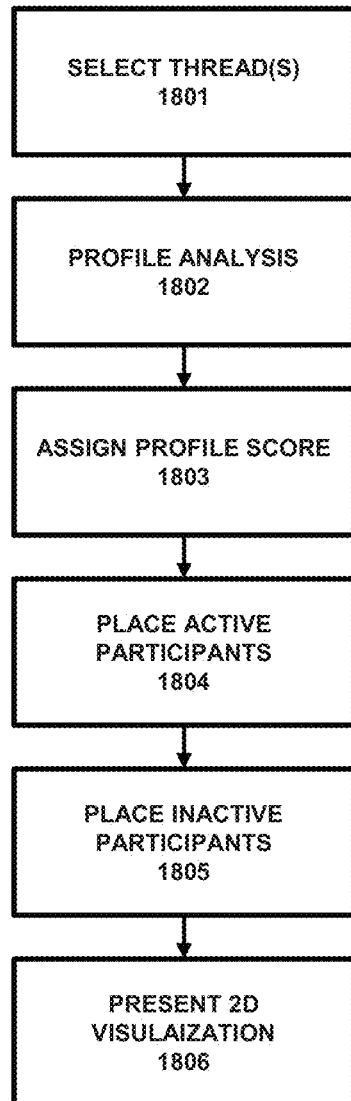 SELECT THREAD(S)
1801
PROFILE ANALYSIS
1802
ASSIGN PROFILE SCORE
1803
PLACE ACTIVE
PARTICIPANTS
1804
PLACE INACTIVE
PARTICIPANTS
1805
PRESENT 2D
VISULAIZATION
1806